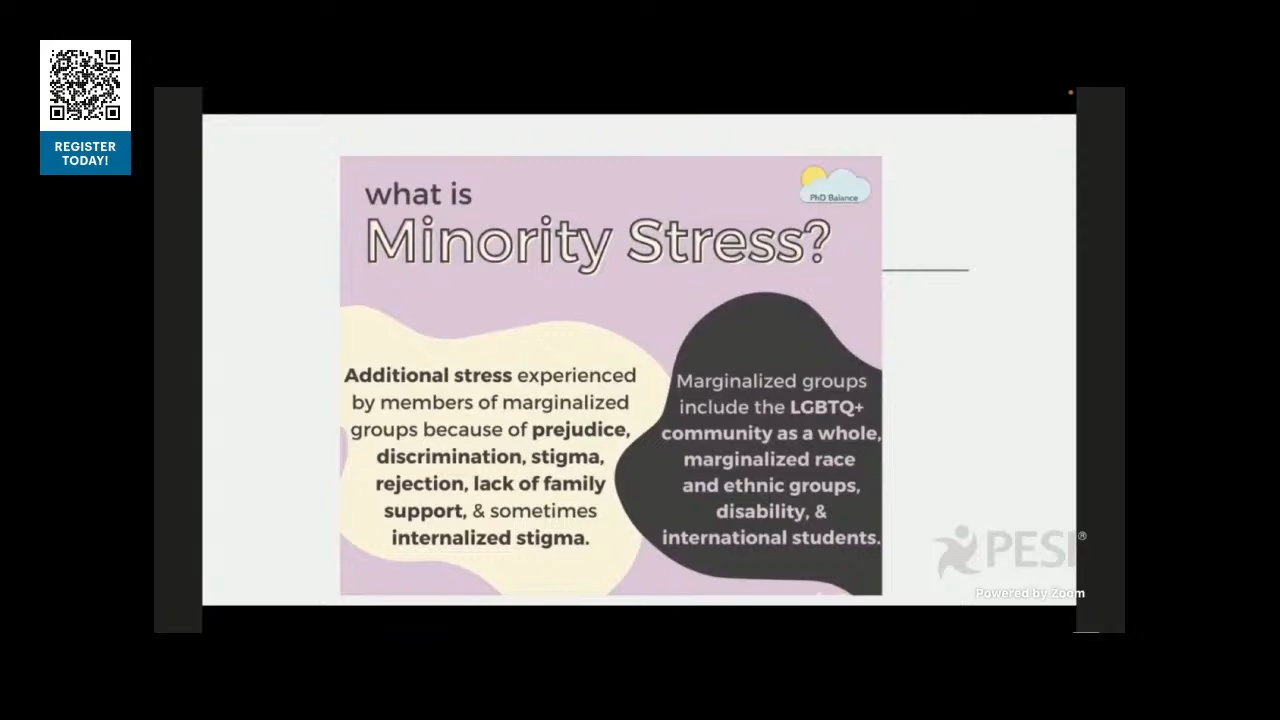 REGISTER
TODAY!
what is
Minority Stress?
PhD Balance
Additional stress experienced
by members of marginalized
groups because of prejudice,
discrimination, stigma,
rejection, lack of family
support, & sometimes
internalized stigma.
Marginalized groups
include the LGBTQ+
community as a whole,
marginalized race
and ethnic groups,
disability, &
international students.
PESI®
Powered by Zoom